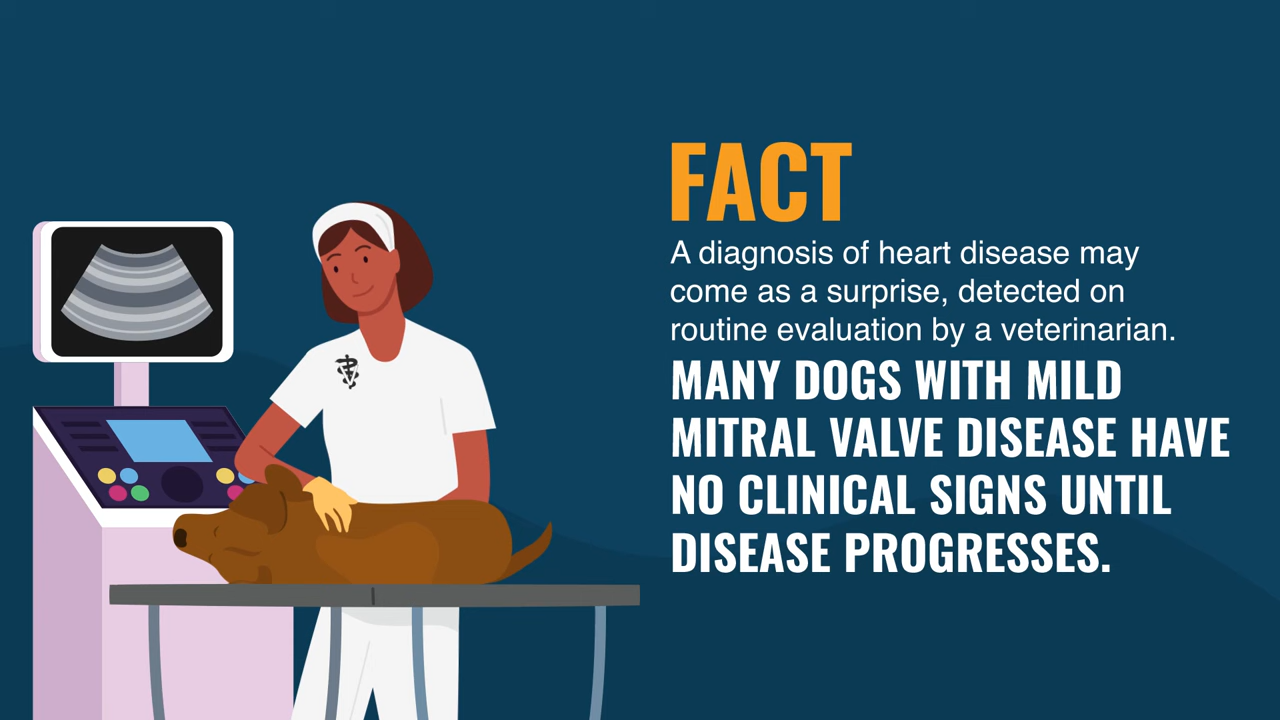 FACT
A diagnosis of heart disease may
come as a surprise, detected on
routine evaluation by a veterinarian.
MANY DOGS WITH MILD
MITRAL VALVE DISEASE HAVE
NO CLINICAL SIGNS UNTIL
DISEASE PROGRESSES.